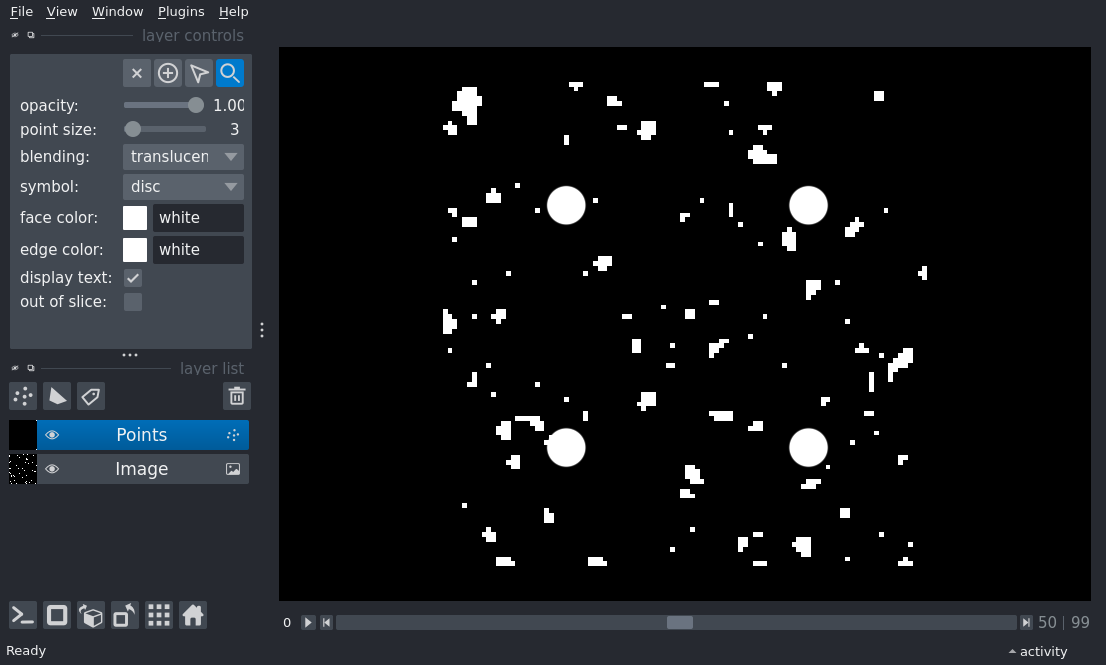 File View Window Plugins Help
layer controls
opacity: 1.00
point size: 3
blending: translucen
symbol: disc
face color: white
edge color: white
display text:
out of slice:
layer list
Points
Image
0 50 | 99
Ready activity